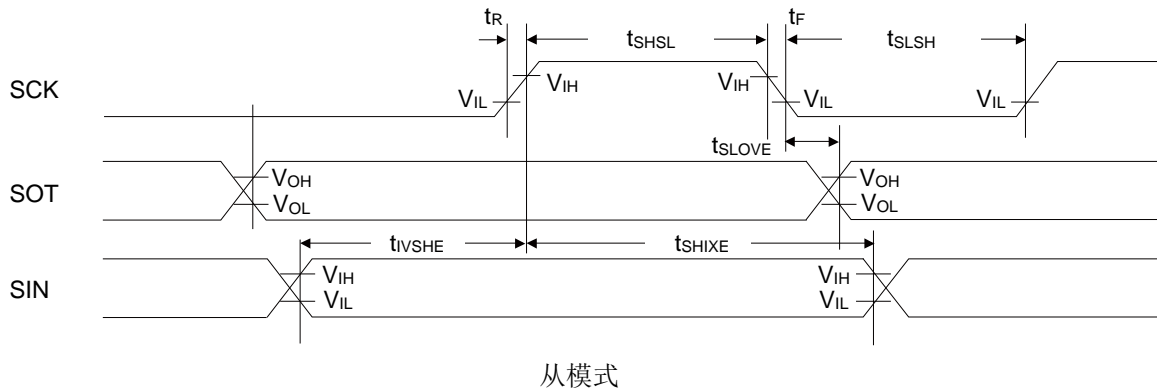 tR tF
tSHSL tSLSH
SCK VIL VIH VIH VIL VIL
tSLOVE
SOT VOH VOL VOH VOL
tIVSHE tSHIXE
SIN VIH VIL VIH VIL
从模式